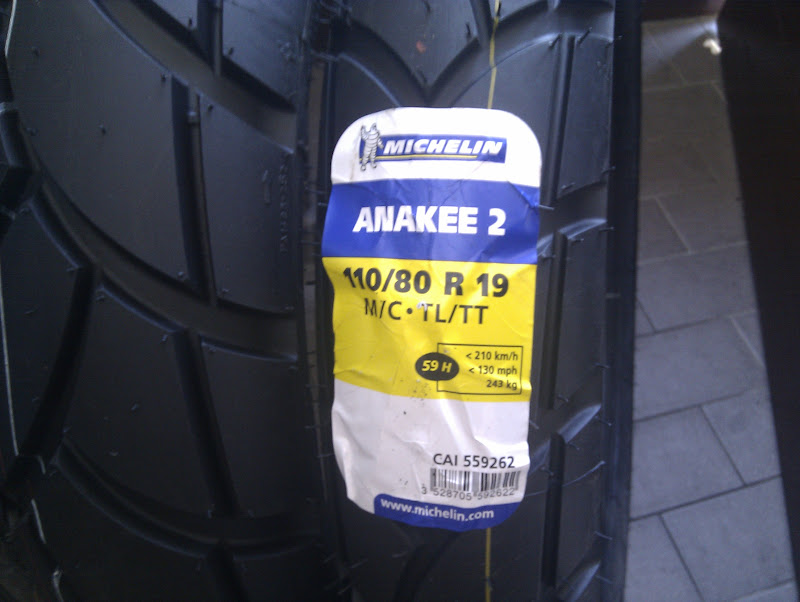 MICHELIN
ANAKEE 2
110/80 R 19
M/C • TL/TT
59 H
< 210 km/h
< 130 mph
243 kg
CAI 559262
3 528705 592622
www.michelin.com